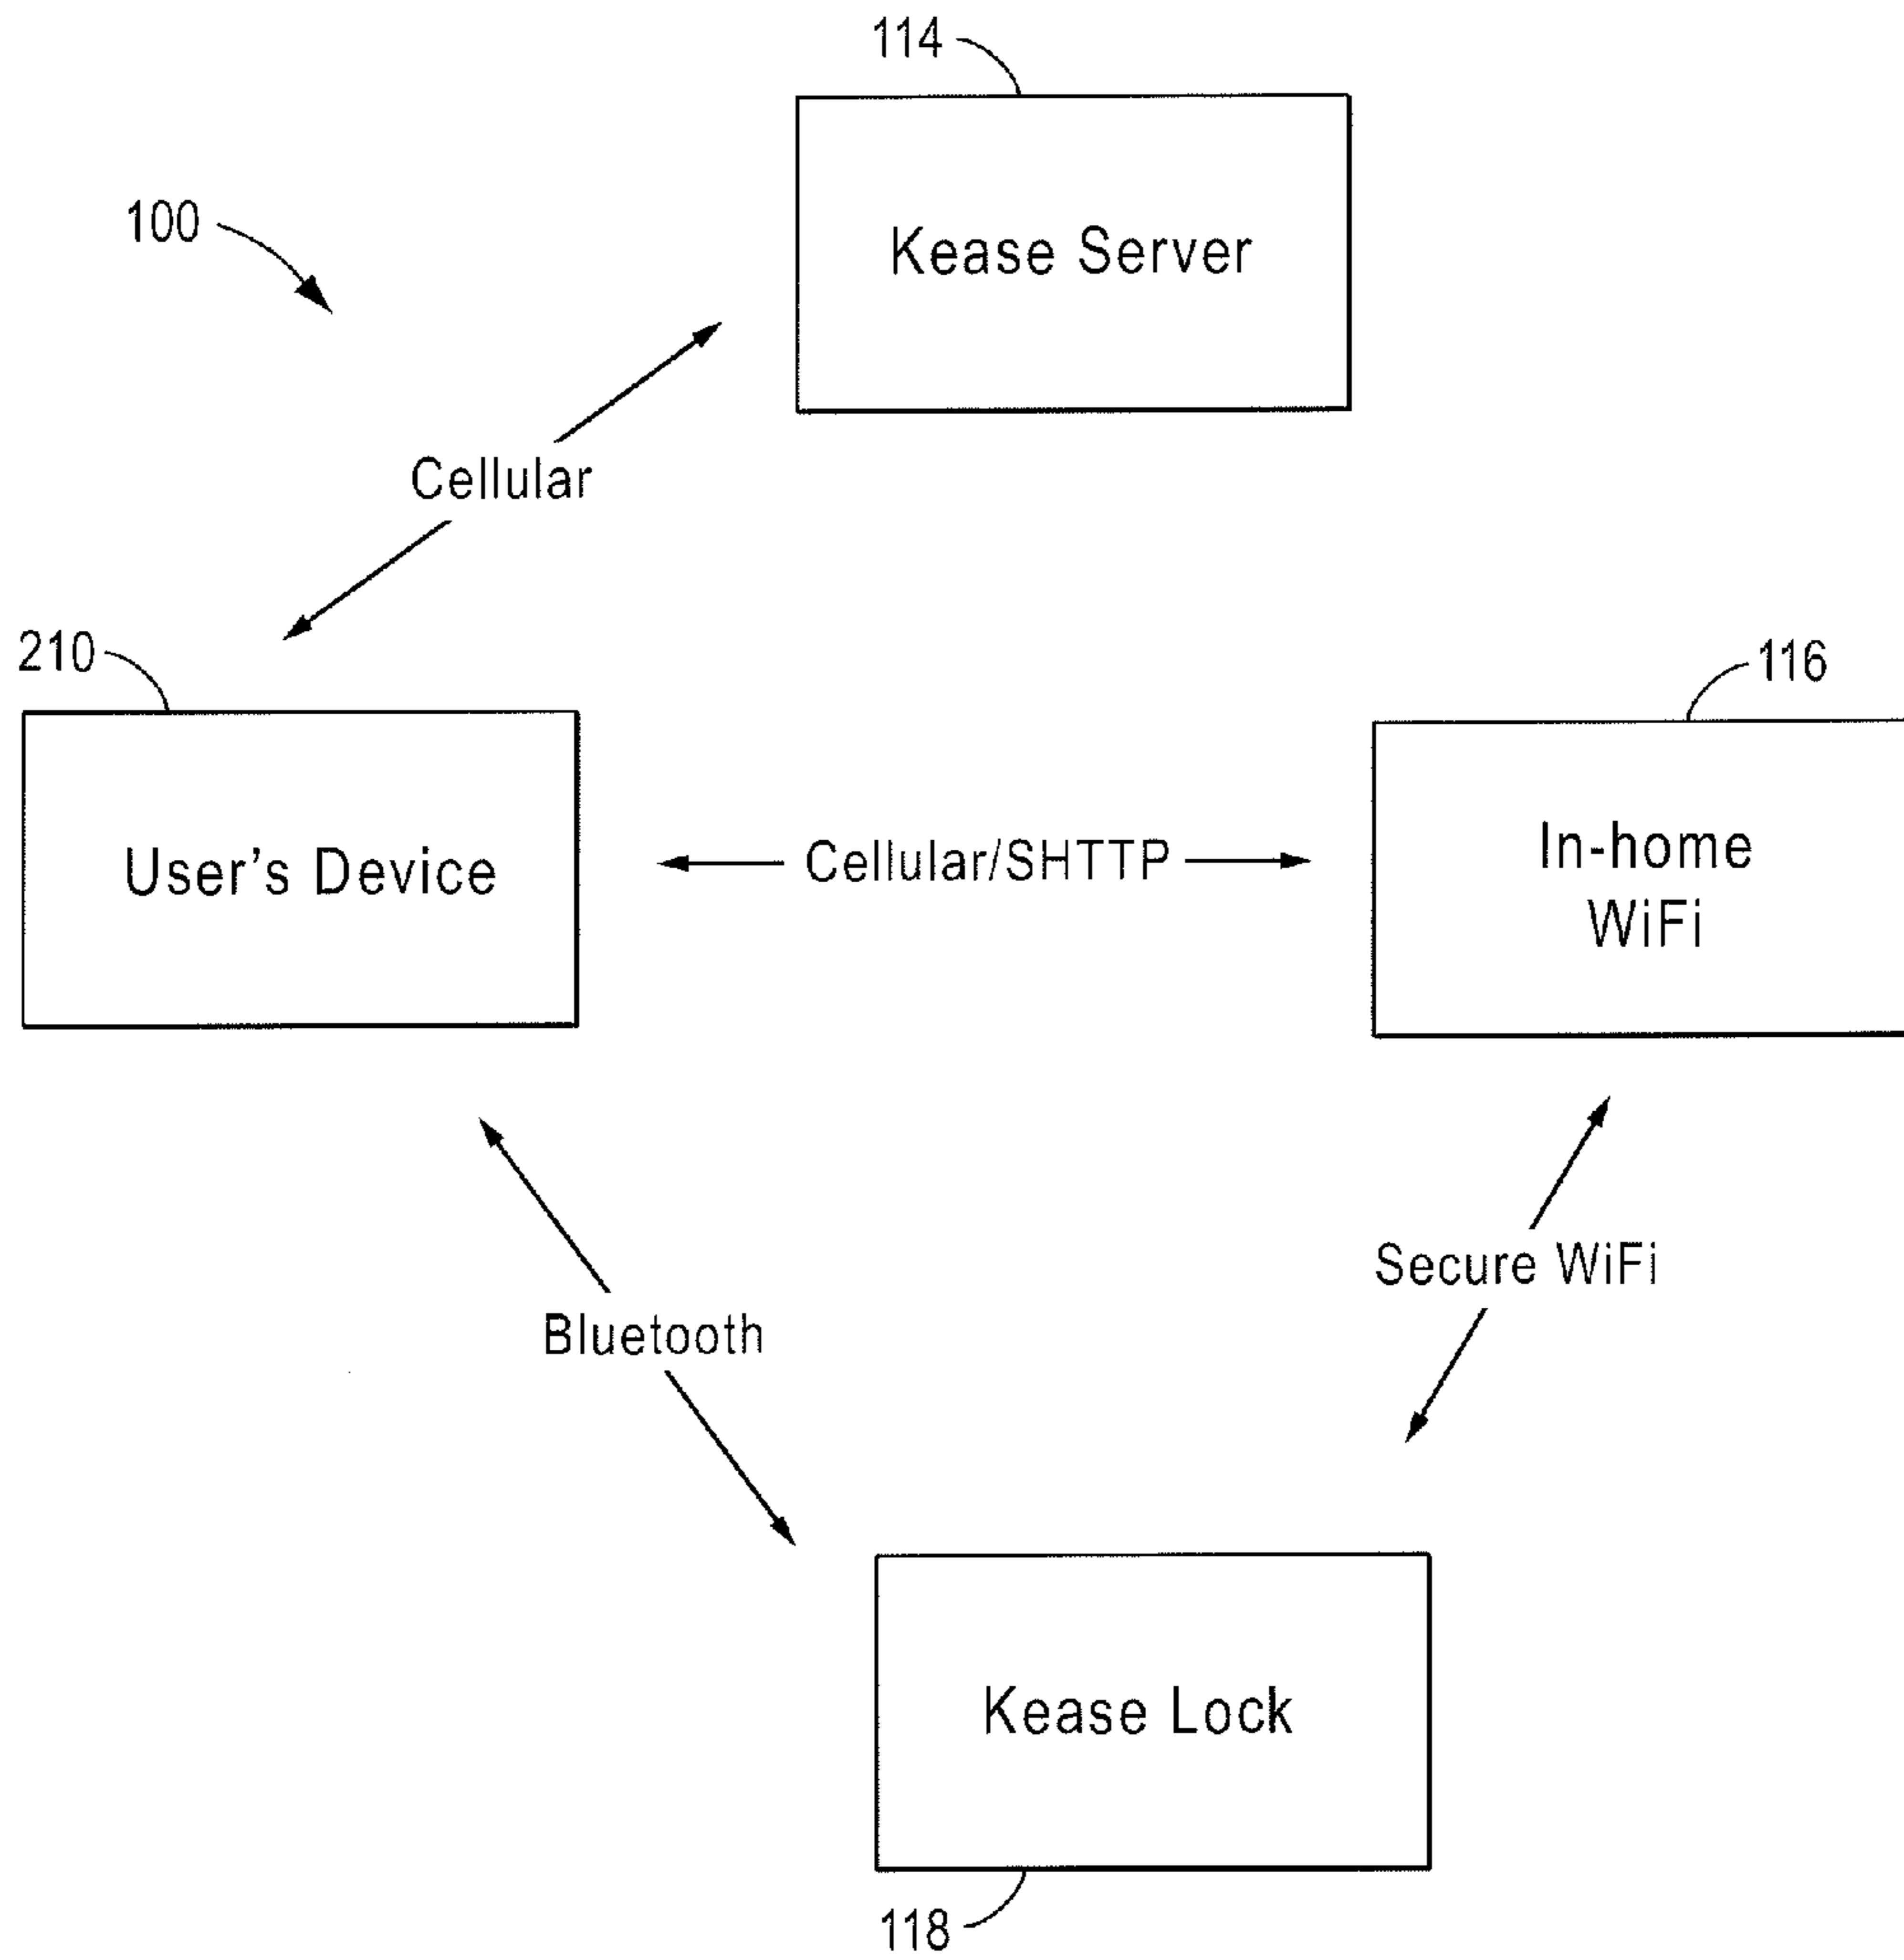 114
100
Kease Server
Cellular
210
116
User's Device
Cellular/SHTTP
In-home
WiFi
Secure WiFi
Bluetooth
Kease Lock
118